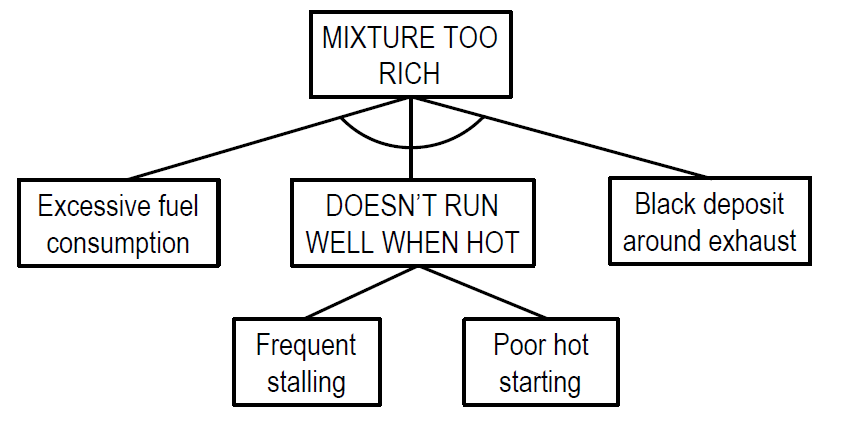 MIXTURE TOO
RICH
Excessive fuel
consumption
DOESN'T RUN
WELL WHEN HOT
Black deposit
around exhaust
Frequent
stalling
Poor hot
starting